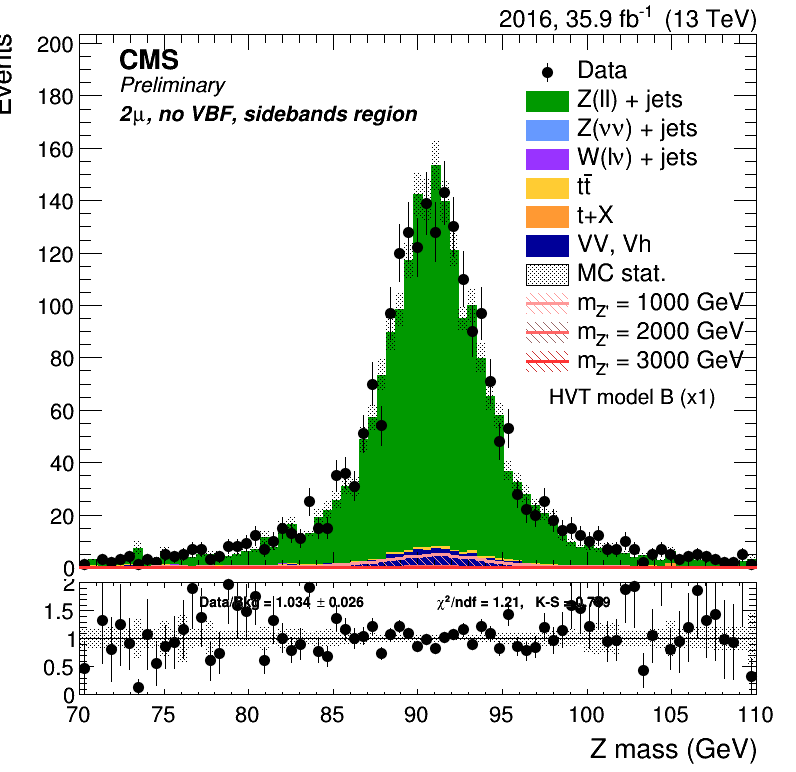 2016, 35.9 fb⁻¹ (13 TeV)
Events
200
180
160
140
120
100
80
60
40
20
0
CMS
Preliminary
2μ, no VBF, sidebands region
Data
Z(ll) + jets
Z(νν) + jets
W(lν) + jets
tt̄
t+X
VV, Vh
MC stat.
m_Z' = 1000 GeV
m_Z' = 2000 GeV
m_Z' = 3000 GeV
HVT model B (x1)
2
1.5
1
0.5
0
Data/Bkg = 1.034 ± 0.026 χ²/ndf = 1.21, K-S =
70 75 80 85 90 95 100 105 110
Z mass (GeV)